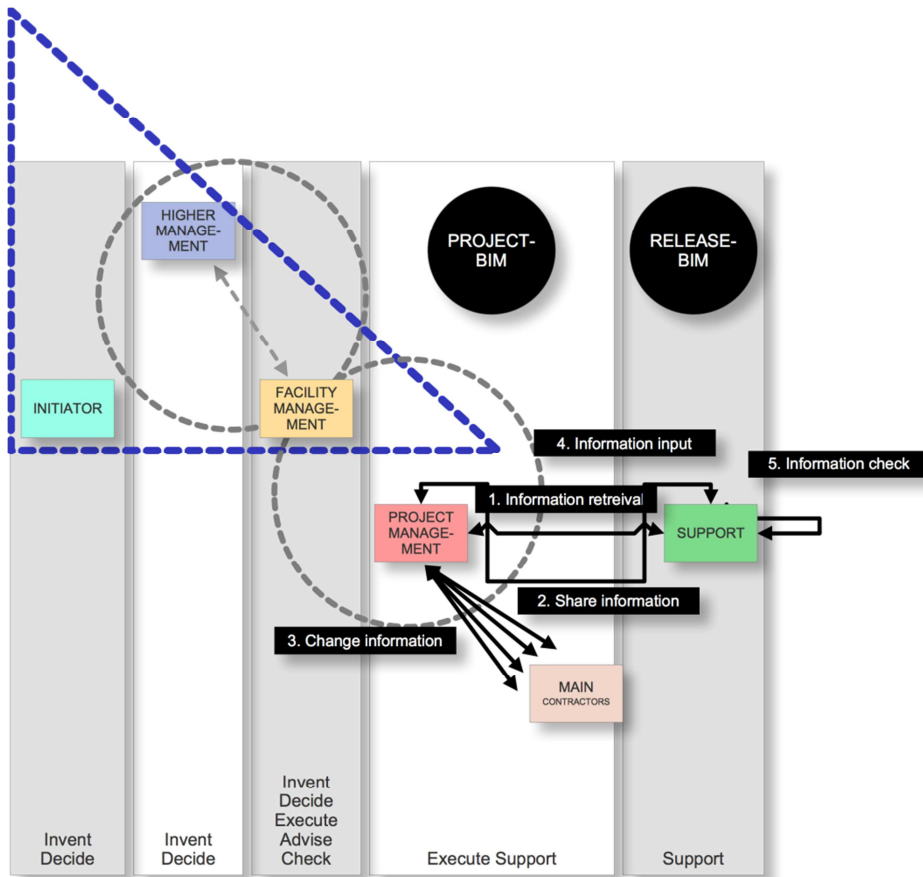 HIGHER
MANAGE-
MENT
PROJECT-
BIM
RELEASE-
BIM
INITIATOR
FACILITY
MANAGE-
MENT
4. Information input
5. Information check
1. Information retreival
PROJECT
MANAGE-
MENT
SUPPORT
2. Share information
3. Change information
MAIN
CONTRACTORS
Invent
Decide
Invent
Decide
Invent
Decide
Execute
Advise
Check
Execute Support
Support